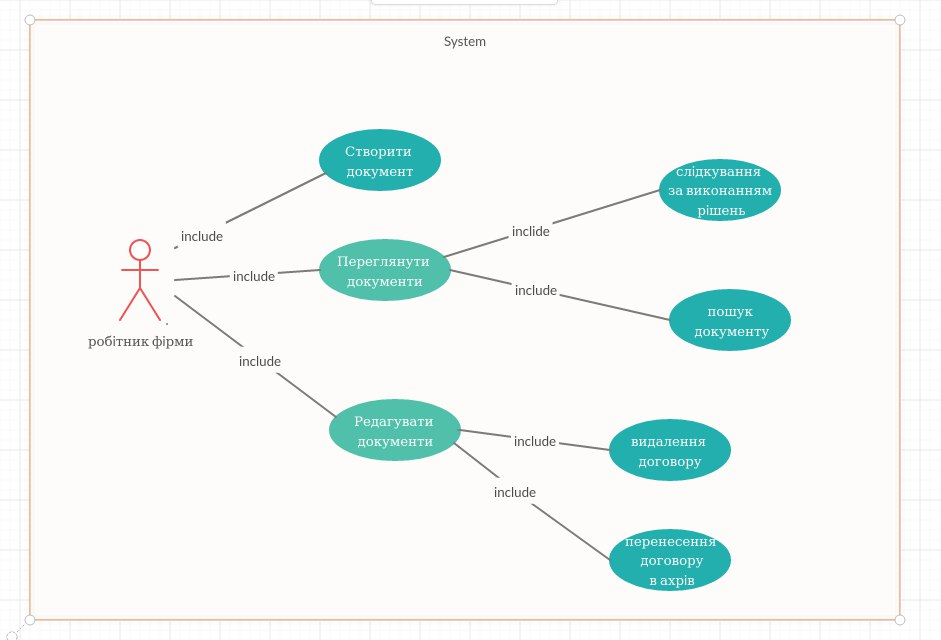 System
Створити
документ
include
робітник фірми
include
Переглянути
документи
inclide
слідкування
за виконанням
рішень
include
пошук
документу
include
Редагувати
документи
include
видалення
договору
include
перенесення
договору
в ахрів